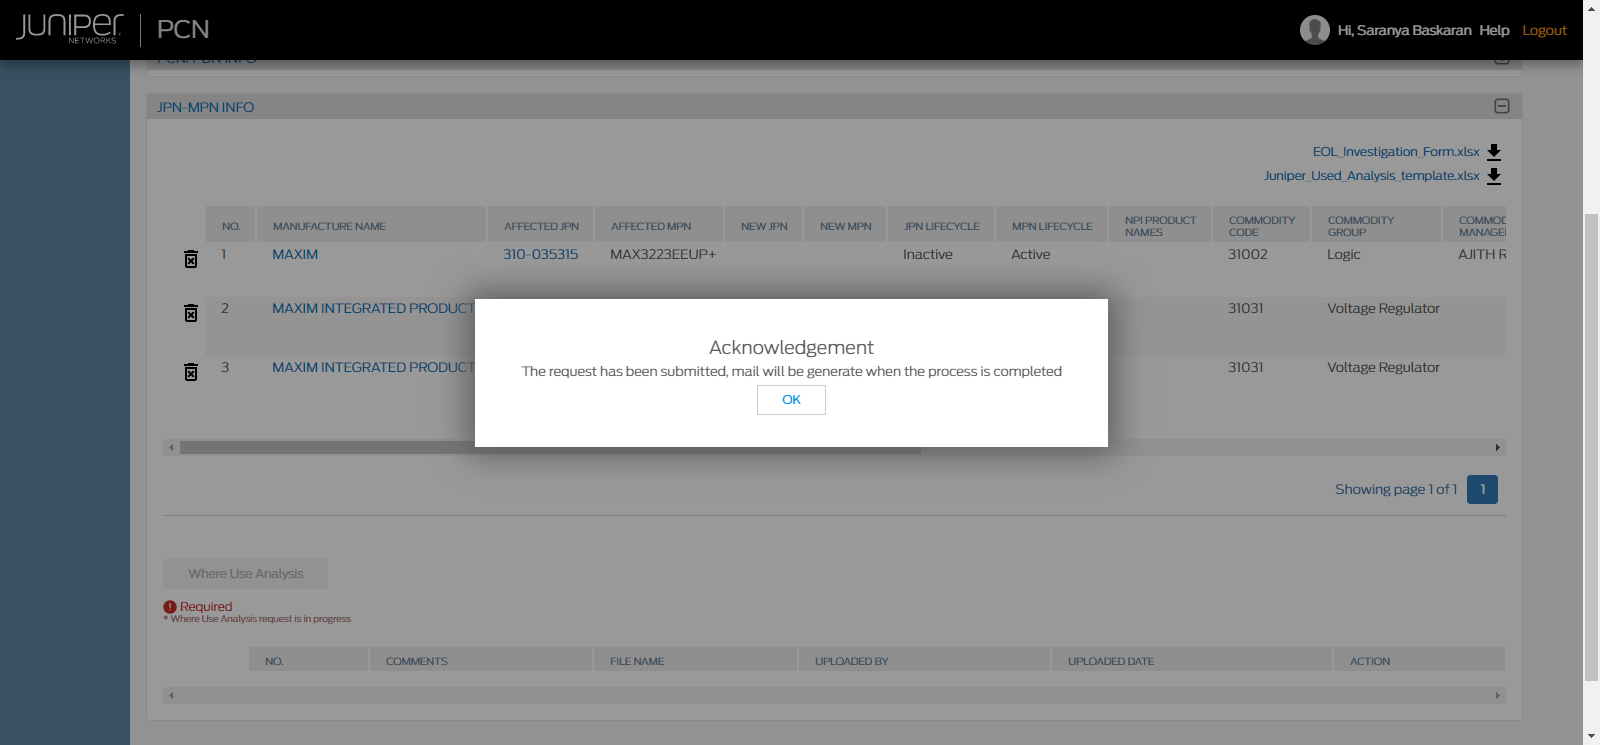 JUNIPER NETWORKS PCN Hi, Saranya Baskaran Help Logout
JPN-MPN INFO
EOL_Investigation_Form.xlsx
Juniper_Used_Analysis_template.xlsx
NO. MANUFACTURE NAME AFFECTED JPN AFFECTED MPN NEW JPN NEW MPN JPN LIFECYCLE MPN LIFECYCLE NPI PRODUCT NAMES COMMODITY CODE COMMODITY GROUP
1 MAXIM 310-035315 MAX3223EEUP+ Inactive Active 31002 Logic AJITH R
2 MAXIM INTEGRATED PRODUCT 31031 Voltage Regulator
3 MAXIM INTEGRATED PRODUCT 31031 Voltage Regulator
Acknowledgement
The request has been submitted, mail will be generate when the process is completed
OK
Showing page 1 of 1 1
Where Use Analysis
Required
* Where Use Analysis request is in progress
NO. COMMENTS FILE NAME UPLOADED BY UPLOADED DATE ACTION